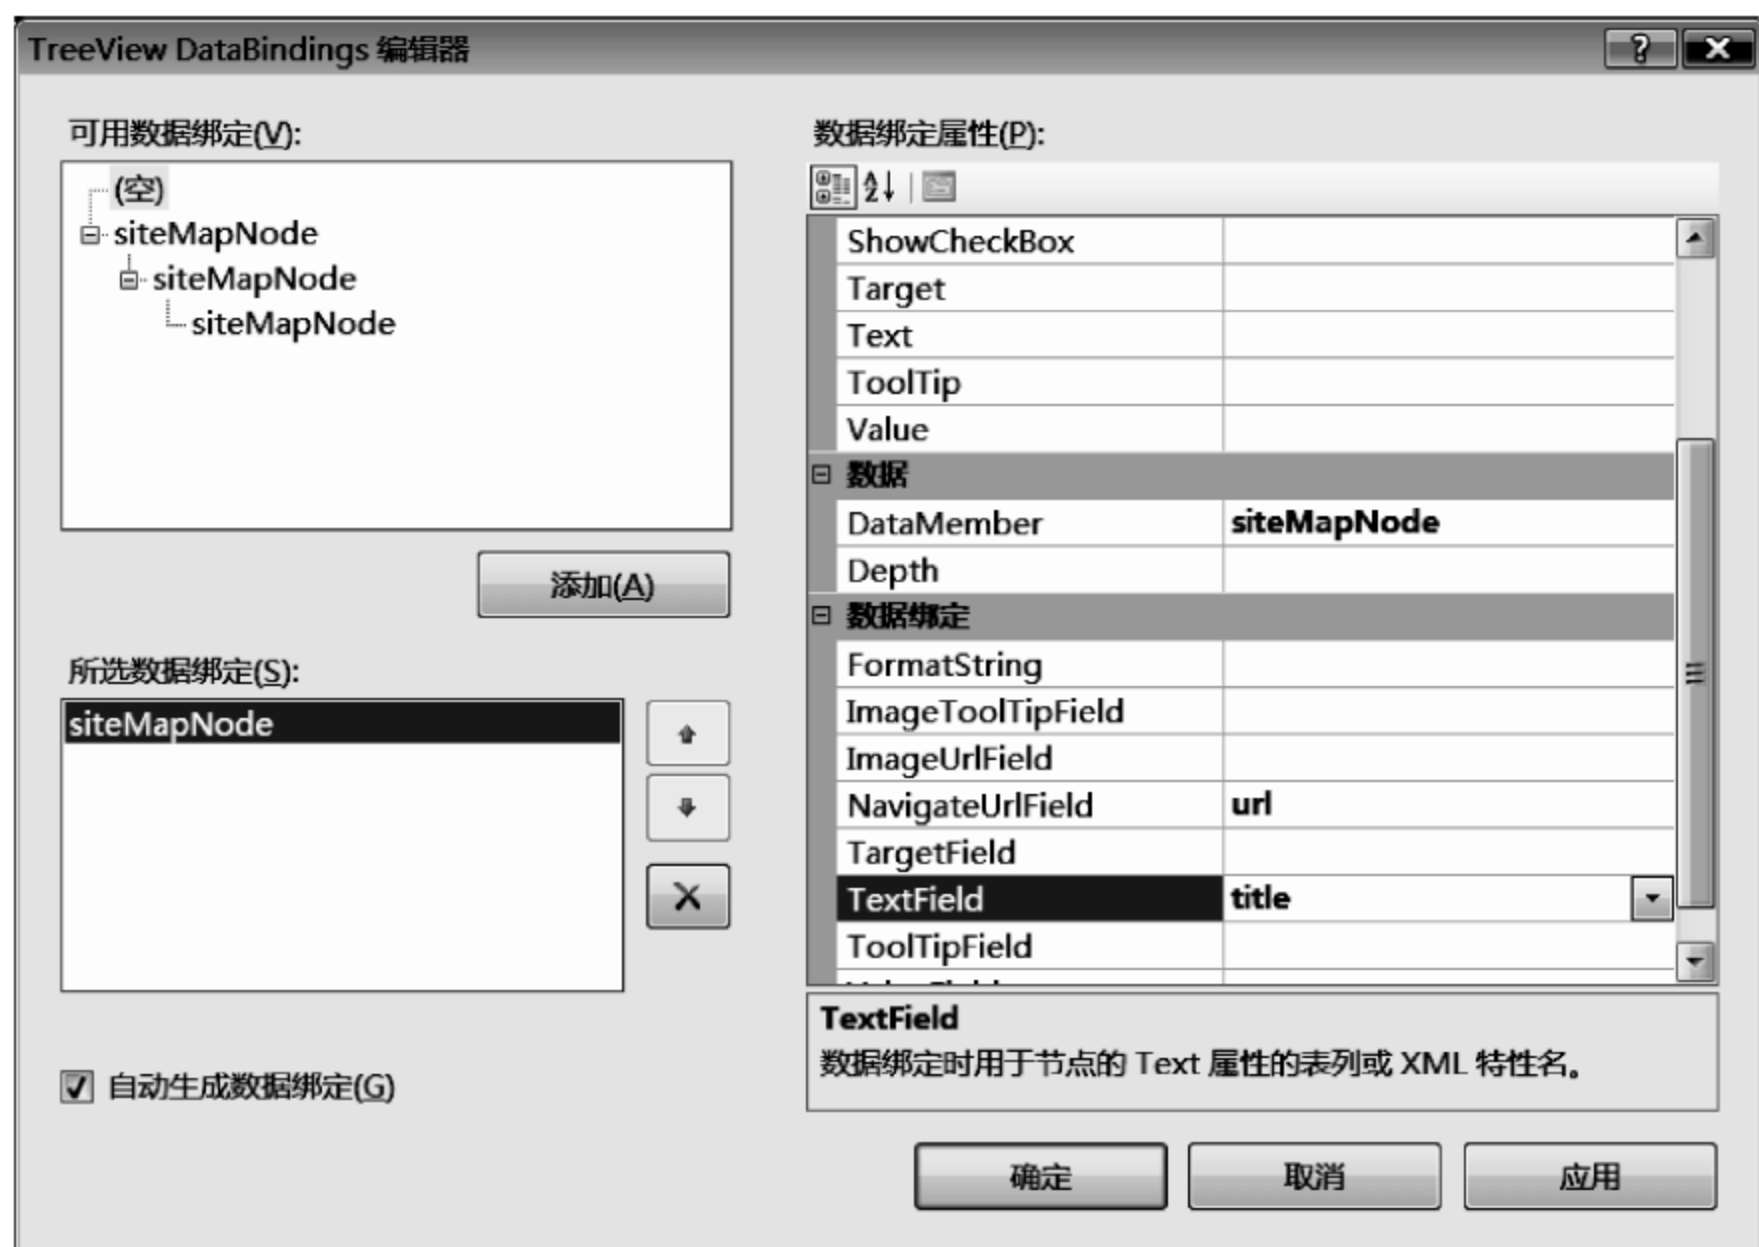 TreeView DataBindings 编辑器
可用数据绑定(V):
(空)
siteMapNode
siteMapNode
siteMapNode
添加(A)
所选数据绑定(S):
siteMapNode
自动生成数据绑定(G)
数据绑定属性(P):
ShowCheckBox
Target
Text
ToolTip
Value
数据
DataMember siteMapNode
Depth
数据绑定
FormatString
ImageToolTipField
ImageUrlField
NavigateUrlField url
TargetField
TextField title
ToolTipField
TextField
数据绑定时用于节点的 Text 属性的表列或 XML 特性名。
确定 取消 应用